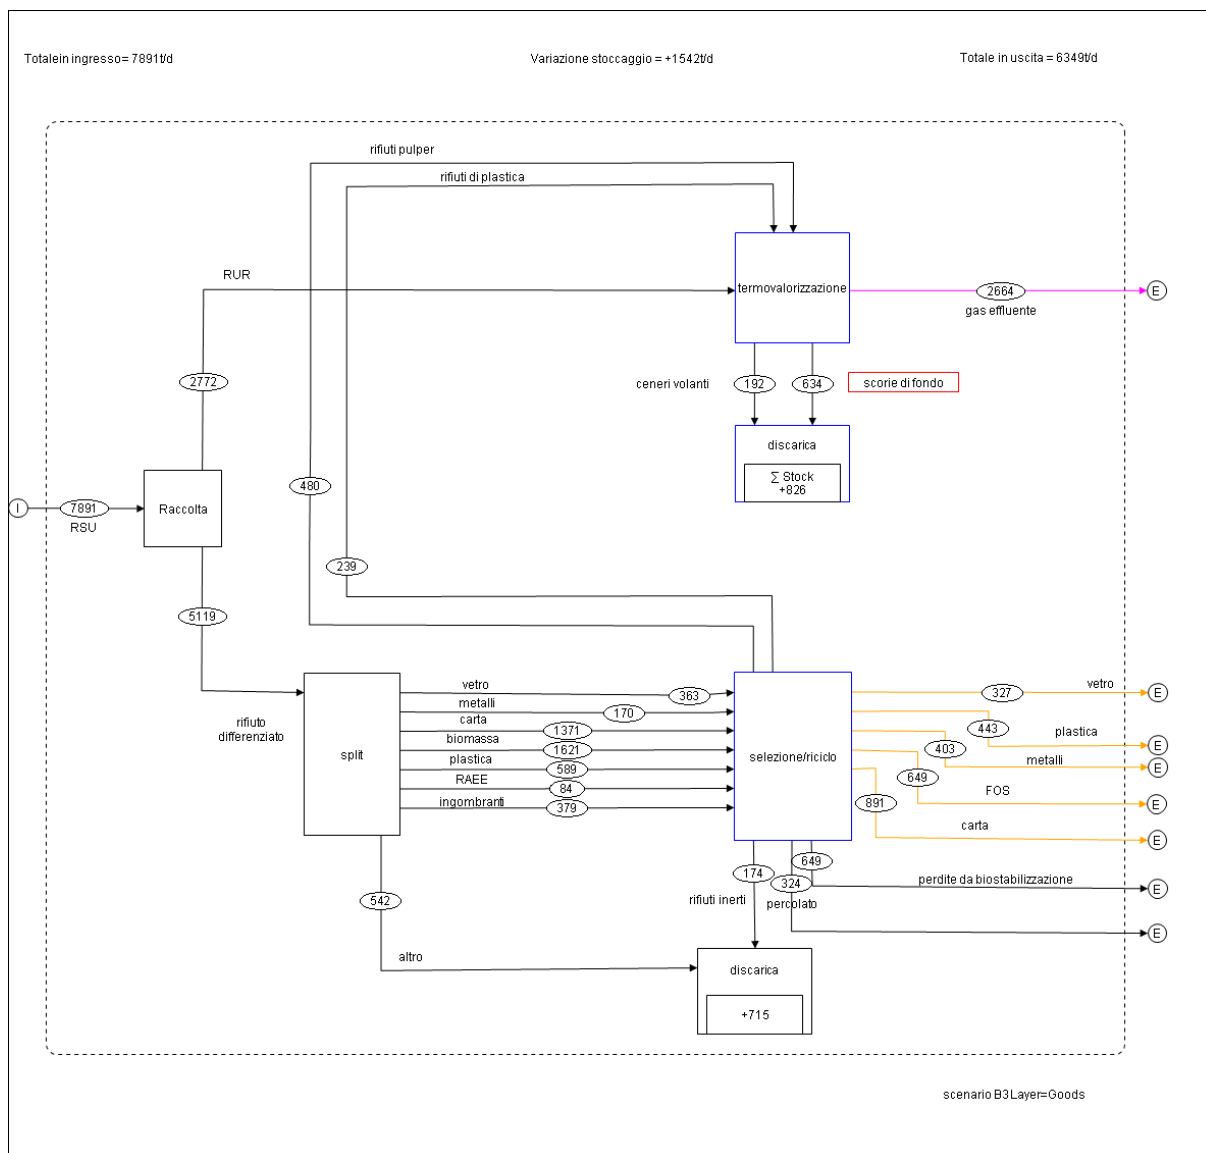 Totalein ingresso= 7891t/d
Variazione stoccaggio = +1542t/d
Totale in uscita = 6349t/d
rifiuti pulper
rifiuti di plastica
RUR
termovalorizzazione
2664
E
gas effluente
2772
ceneri volanti
192
634
scorie di fondo
discarica
∑ Stock
+826
480
I
7891
RSU
Raccolta
239
5119
rifiuto
differenziato
split
vetro
363
metalli
170
carta
1371
biomassa
1621
plastica
589
RAEE
84
ingombranti
379
selezione/riciclo
327
vetro
E
443
plastica
E
403
metalli
E
649
FOS
E
891
carta
E
649
perdite da biostabilizzazione
E
174
324
rifiuti inerti
percolato
E
542
altro
discarica
+715
scenario B3Layer=Goods